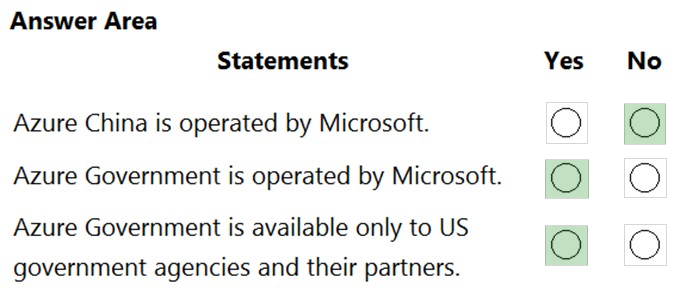 Answer Area
Statements Yes No
Azure China is operated by Microsoft.
Azure Government is operated by Microsoft.
Azure Government is available only to US
government agencies and their partners.